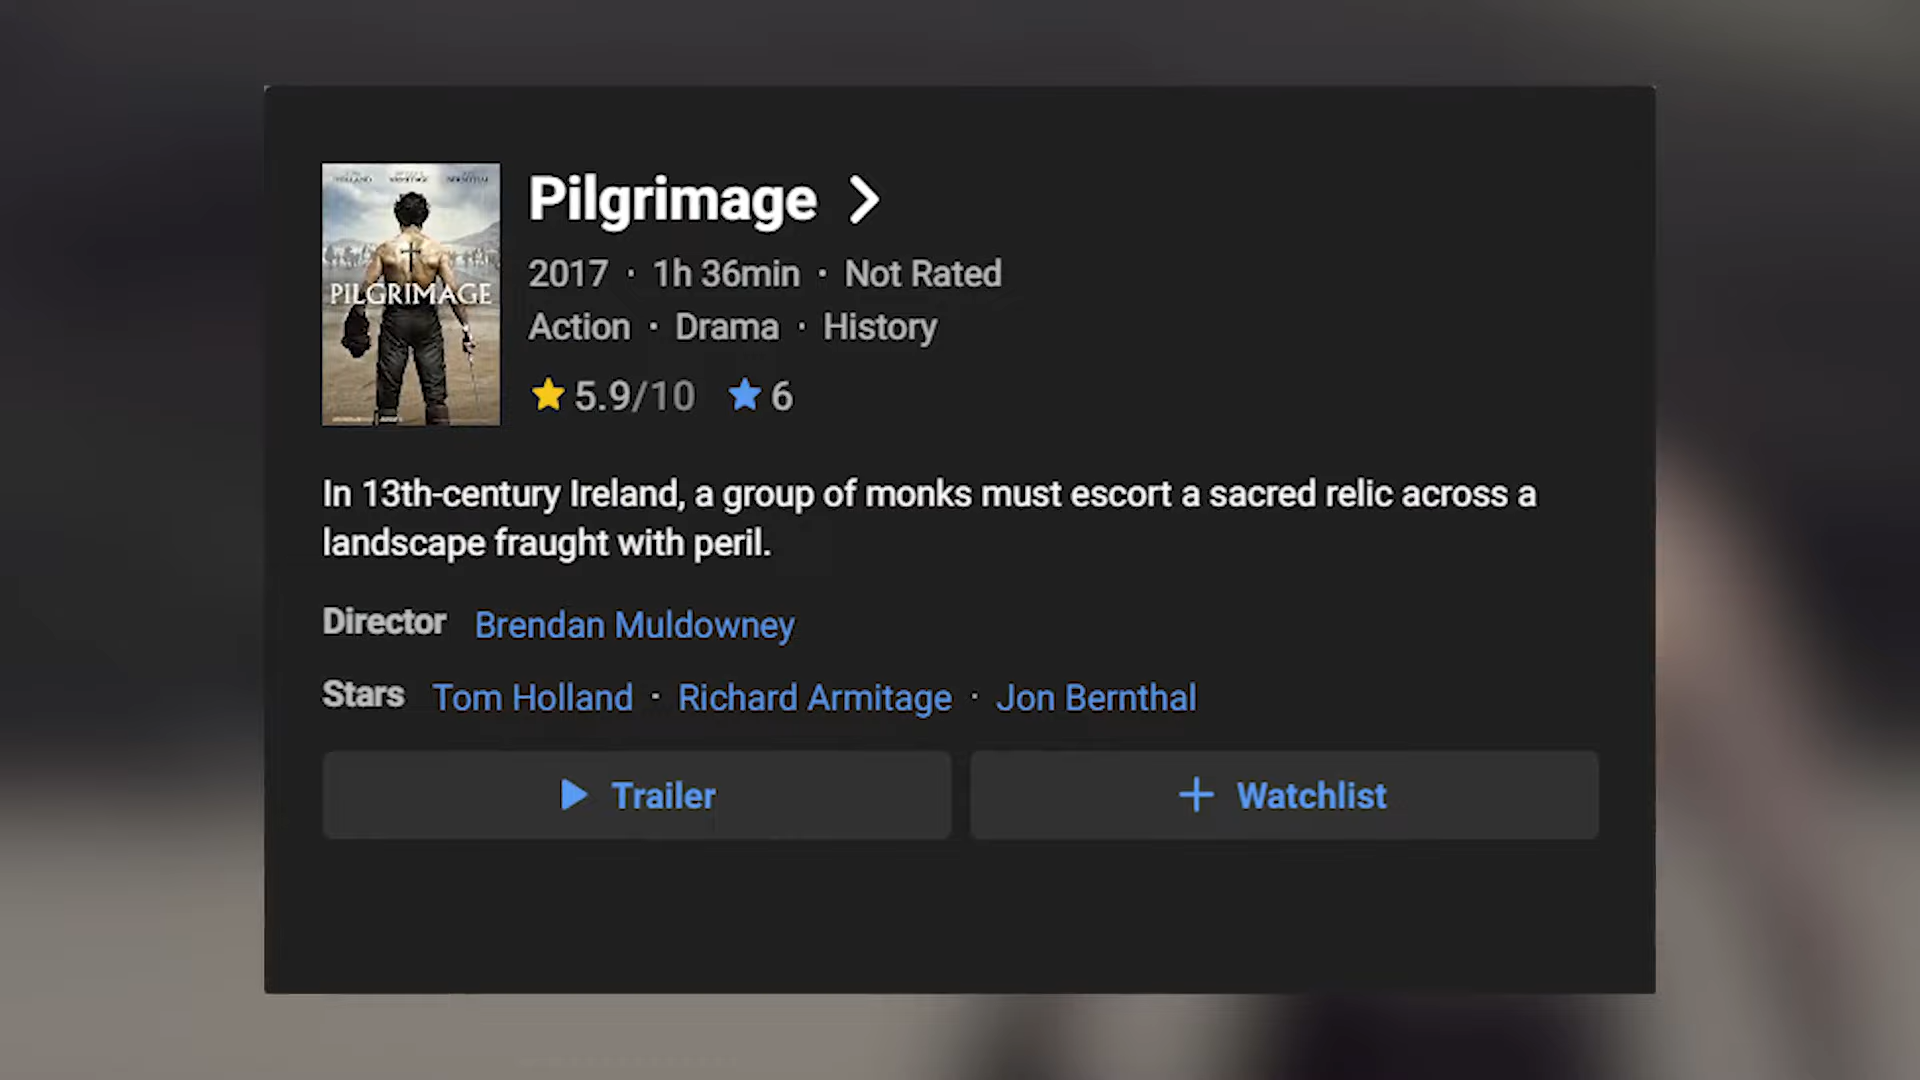 Pilgrimage
2017 · 1h 36min · Not Rated
Action · Drama · History
5.9/10 6
PILGRIMAGE
In 13th-century Ireland, a group of monks must escort a sacred relic across a
landscape fraught with peril.
Director Brendan Muldowney
Stars Tom Holland · Richard Armitage · Jon Bernthal
Trailer
Watchlist